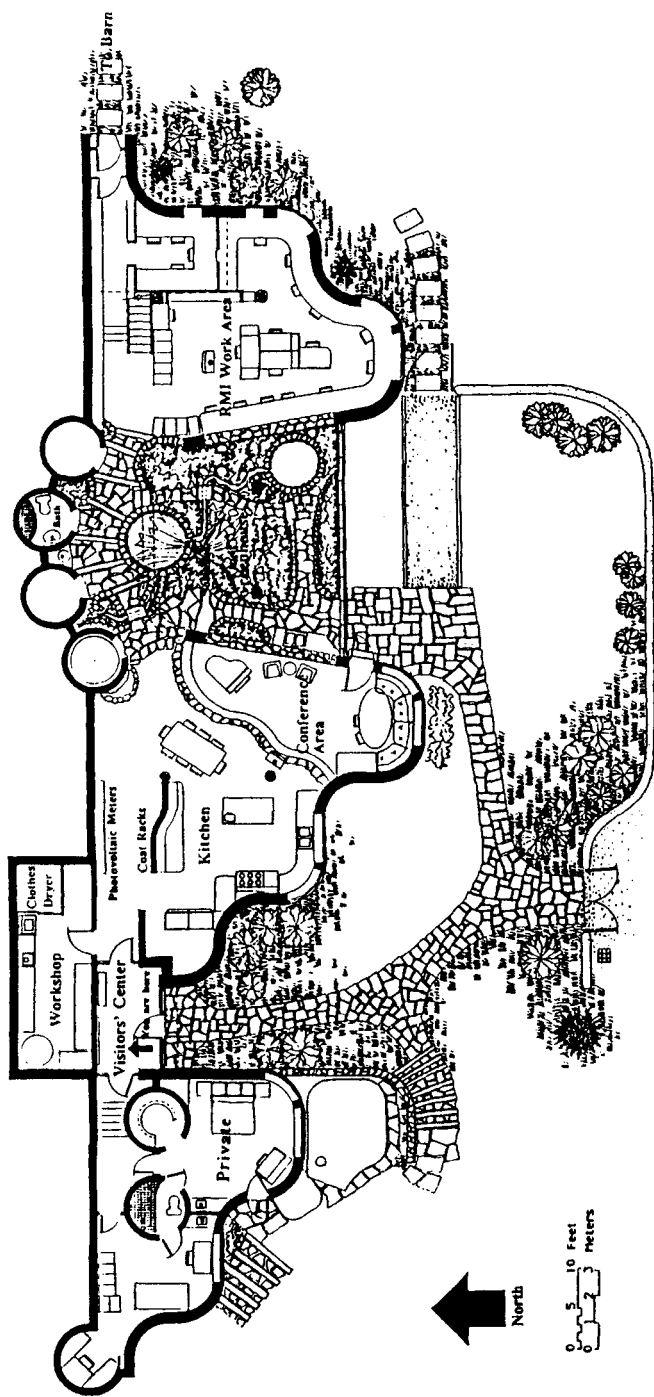 To Barn
RMI Work Area
Bath
Conference
Area
Kitchen
Coat Racks
Photovoltaic Meters
Clothes
Dryer
Workshop
Visitors' Center
You are here
Private
North
0 5 10 Feet
0 2 3 Meters